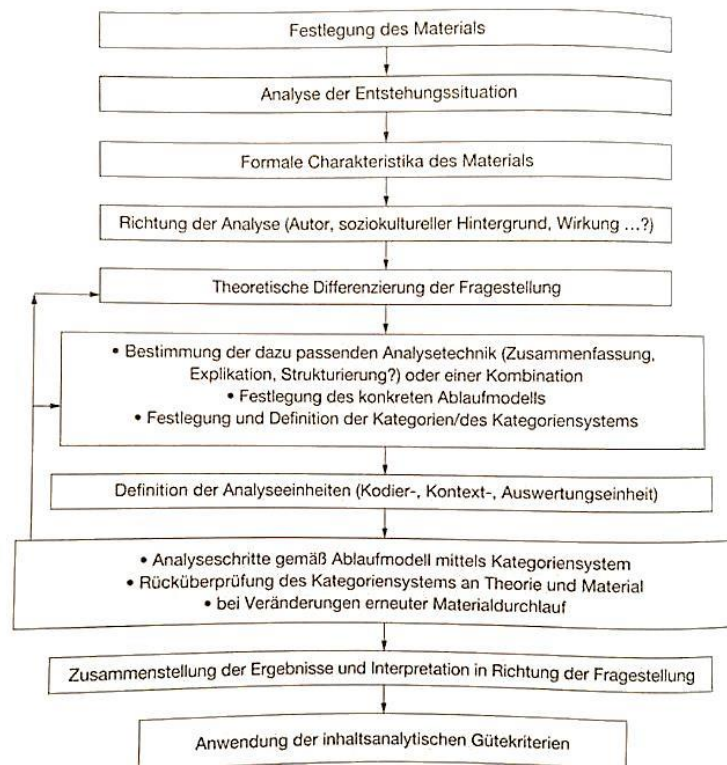 Festlegung des Materials
Analyse der Entstehungssituation
Formale Charakteristika des Materials
Richtung der Analyse (Autor, soziokultureller Hintergrund, Wirkung ...?)
Theoretische Differenzierung der Fragestellung
• Bestimmung der dazu passenden Analysetechnik (Zusammenfassung,
Explikation, Strukturierung?) oder einer Kombination
• Festlegung des konkreten Ablaufmodells
• Festlegung und Definition der Kategorien/des Kategoriensystems
Definition der Analyseeinheiten (Kodier-, Kontext-, Auswertungseinheit)
• Analyseschritte gemäß Ablaufmodell mittels Kategoriensystem
• Rücküberprüfung des Kategoriensystems an Theorie und Material
• bei Veränderungen erneuter Materialdurchlauf
Zusammenstellung der Ergebnisse und Interpretation in Richtung der Fragestellung
Anwendung der inhaltsanalytischen Gütekriterien